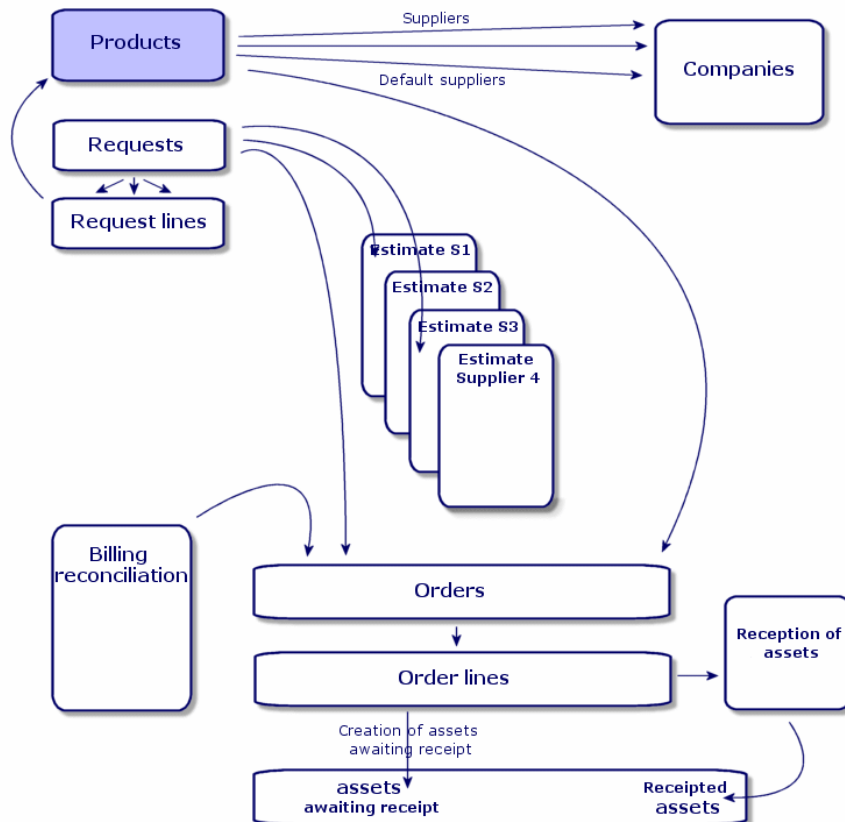 Suppliers
Products
Companies
Default suppliers
Requests
Request lines
Estimate S1
Estimate S2
Estimate S3
Estimate
Supplier 4
Billing
reconciliation
Orders
Reception of
assets
Order lines
Creation of assets
awaiting receipt
assets
awaiting receipt
Receipted
assets